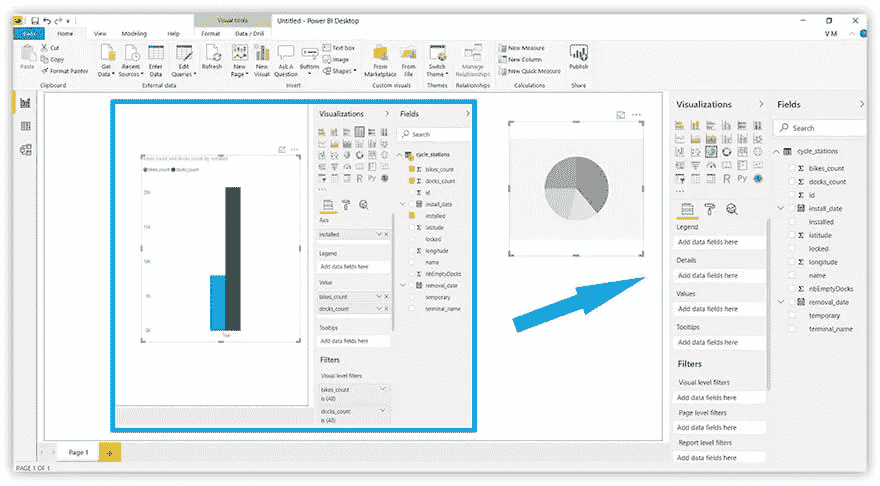 Visual tools
Untitled - Power BI Desktop
File
Home
View
Modeling
Help
Format
Data / Drill
V M
Paste
Cut
Copy
Format Painter
Get Data
Recent Sources
Enter Data
Edit Queries
Refresh
New Page
New Visual
Ask A Question
Buttons
Text box
Image
Shapes
From Marketplace
From File
Switch Theme
Manage Relationships
New Measure
New Column
New Quick Measure
Publish
Clipboard
External data
Insert
Custom visuals
Themes
Relationships
Calculations
Share
bikes_count and docks_count by installed
bikes_count
docks_count
20K
15K
10K
5K
0K
True
Visualizations
R
Py
Axis
installed
Legend
Add data fields here
Value
bikes_count
docks_count
Tooltips
Add data fields here
Filters
Visual level filters
bikes_count
is (All)
docks_count
is (All)
Fields
Search
cycle_stations
bikes_count
docks_count
id
install_date
installed
latitude
locked
longitude
name
nbEmptyDocks
removal_date
temporary
terminal_name
Visualizations
R
Py
Legend
Add data fields here
Details
Add data fields here
Values
Add data fields here
Tooltips
Add data fields here
Filters
Visual level filters
Add data fields here
Page level filters
Add data fields here
Report level filters
Add data fields here
Fields
Search
cycle_stations
bikes_count
docks_count
id
install_date
installed
latitude
locked
longitude
name
nbEmptyDocks
removal_date
temporary
terminal_name
Page 1
PAGE 1 OF 1